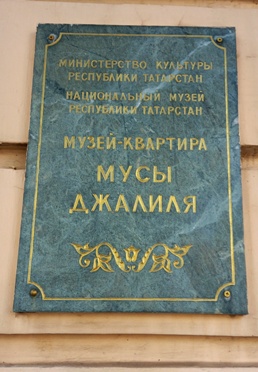 МИНИСТЕРСТВО КУЛЬТУРЫ
РЕСПУБЛИКИ ТАТАРСТАН
НАЦИОНАЛЬНЫЙ МУЗЕЙ
РЕСПУБЛИКИ ТАТАРСТАН
МУЗЕЙ-КВАРТИРА
МУСЫ
ДЖАЛИЛЯ